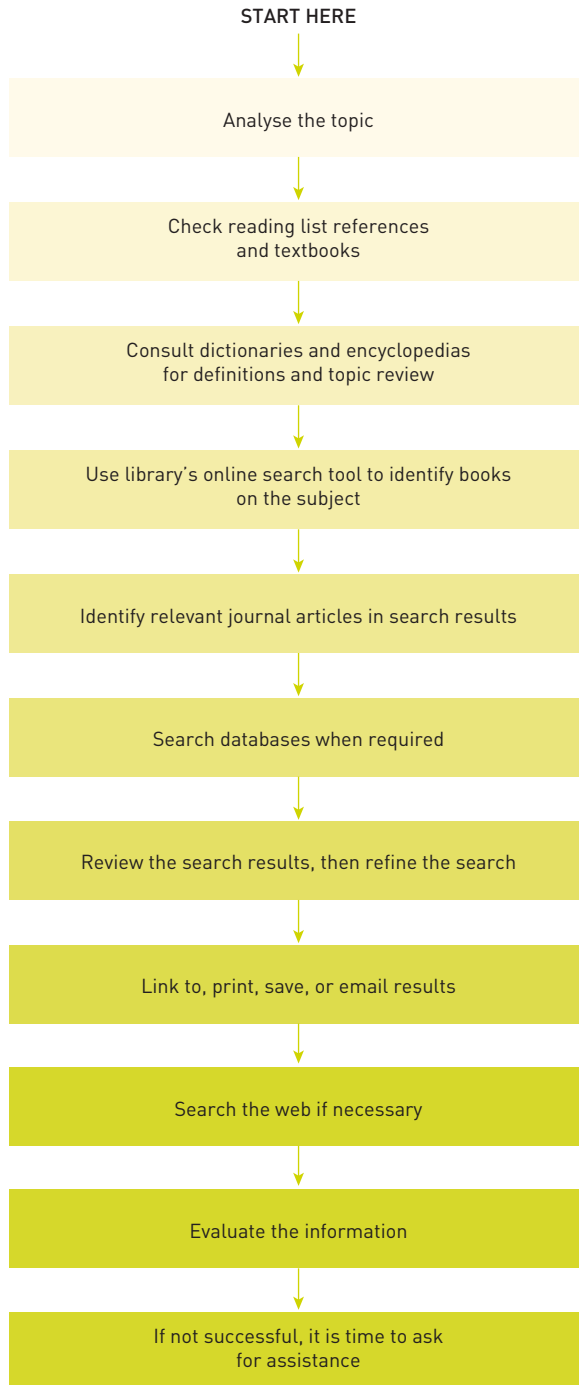 START HERE
Analyse the topic
Check reading list references
and textbooks
Consult dictionaries and encyclopedias
for definitions and topic review
Use library’s online search tool to identify books
on the subject
Identify relevant journal articles in search results
Search databases when required
Review the search results, then refine the search
Link to, print, save, or email results
Search the web if necessary
Evaluate the information
If not successful, it is time to ask
for assistance